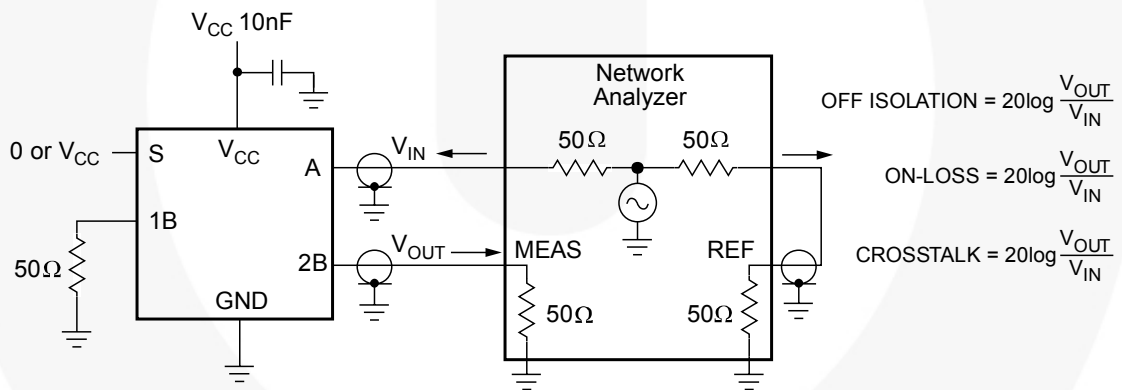 VCC 10nF
Network
Analyzer
OFF ISOLATION = 20log VOUT/VIN
50Ω 50Ω
0 or VCC S VCC A VIN
ON-LOSS = 20log VOUT/VIN
1B
2B VOUT MEAS REF
CROSSTALK = 20log VOUT/VIN
50Ω
GND
50Ω 50Ω